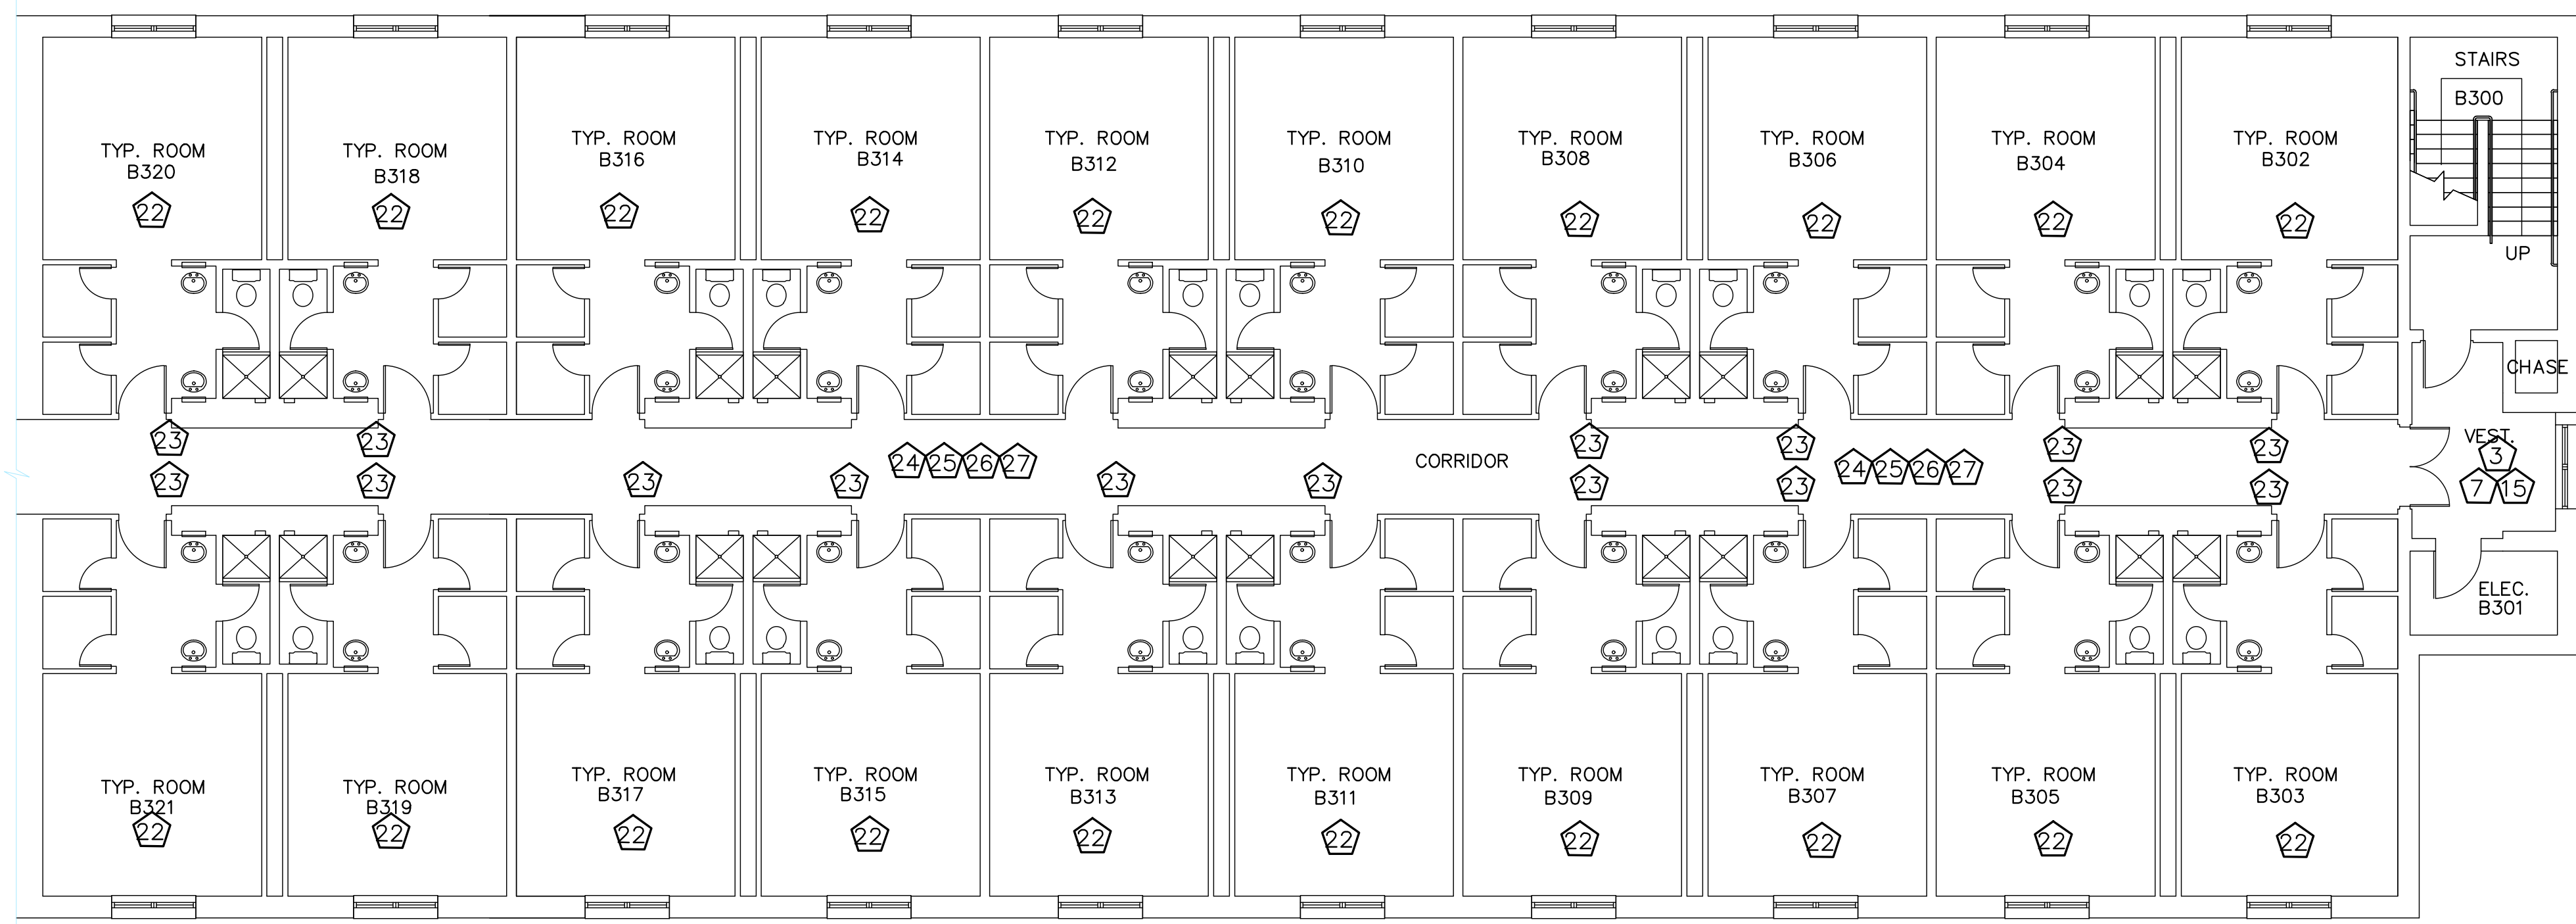 STAIRS
B300
UP
TYP. ROOM
B320
22
TYP. ROOM
B318
22
TYP. ROOM
B316
22
TYP. ROOM
B314
22
TYP. ROOM
B312
22
TYP. ROOM
B310
22
TYP. ROOM
B308
22
TYP. ROOM
B306
22
TYP. ROOM
B304
22
TYP. ROOM
B302
22
CHASE
23 23 23 23 23 23
24 25 26 27
CORRIDOR
24 25 26 27
VEST.
3
7 15
23 23 23 23 23 23 23 23 23 23
ELEC.
B301
TYP. ROOM
B321
22
TYP. ROOM
B319
22
TYP. ROOM
B317
22
TYP. ROOM
B315
22
TYP. ROOM
B313
22
TYP. ROOM
B311
22
TYP. ROOM
B309
22
TYP. ROOM
B307
22
TYP. ROOM
B305
22
TYP. ROOM
B303
22